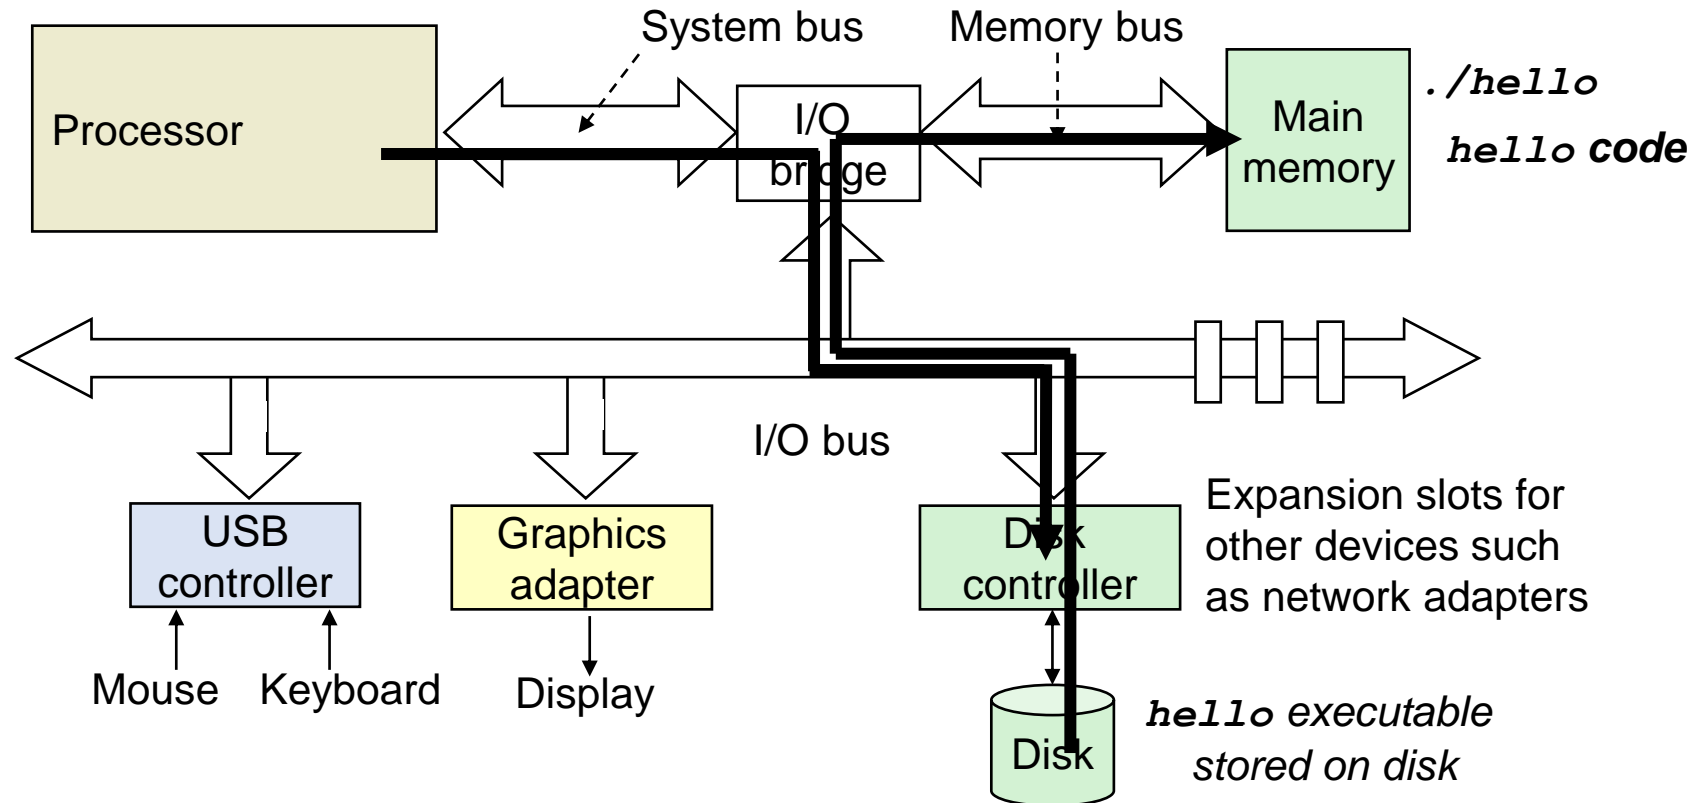 System bus
Memory bus
Processor
I/O
bridge
Main
memory
./hello
hello code
I/O bus
USB
controller
Graphics
adapter
Disk
controller
Expansion slots for
other devices such
as network adapters
Mouse
Keyboard
Display
Disk
hello executable
stored on disk